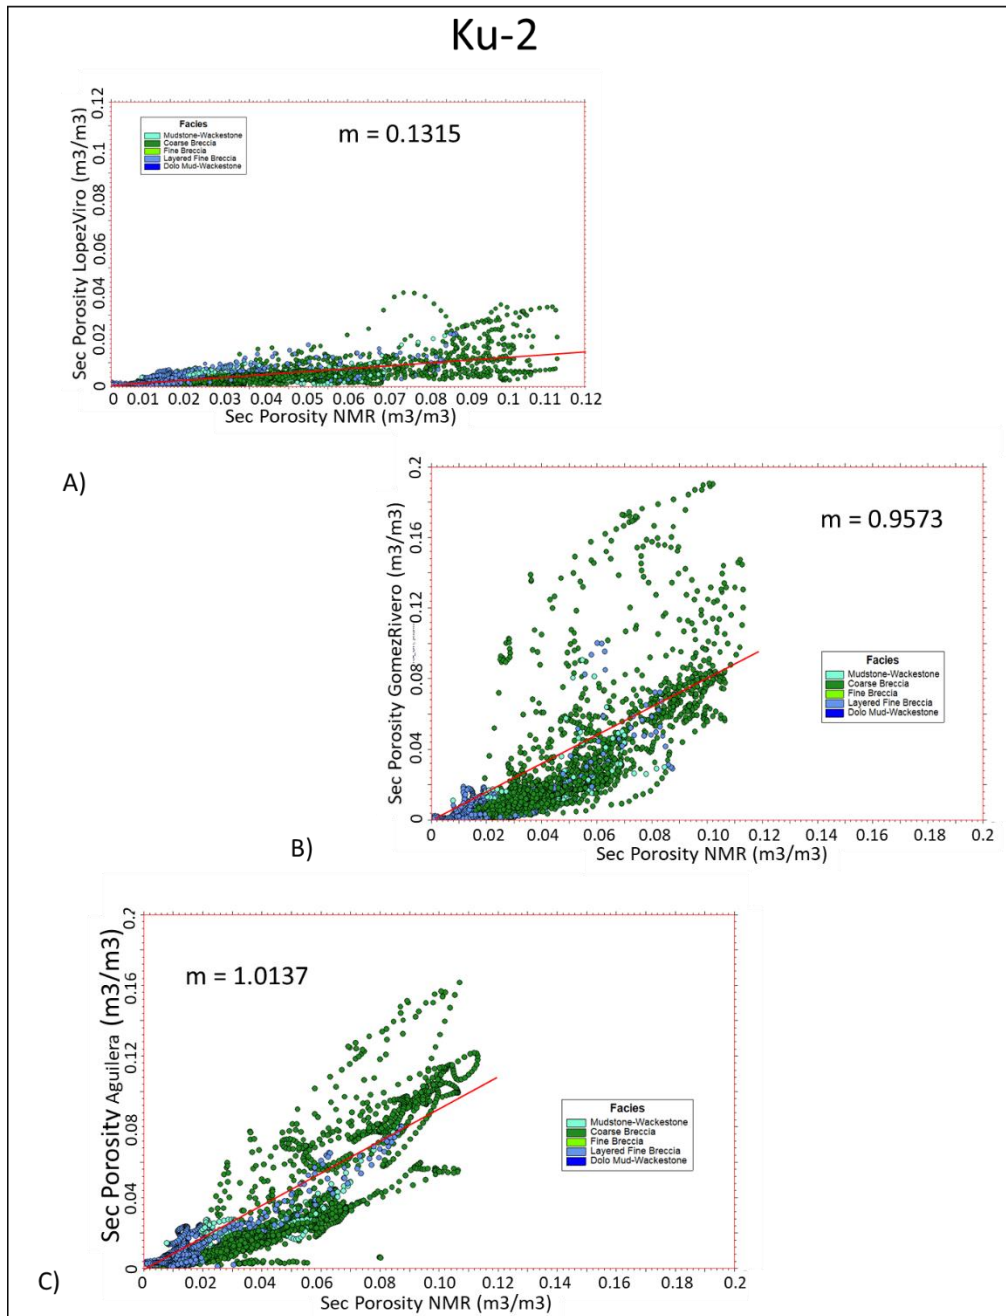 Ku-2
Sec Porosity LopezViro (m3/m3)
0.12
0.1
0.08
0.06
0.04
0.02
0
Facies
Mudstone-Wackestone
Coarse Breccia
Fine Breccia
Layered Fine Breccia
Dolo Mud-Wackestone
m = 0.1315
0 0.01 0.02 0.03 0.04 0.05 0.06 0.07 0.08 0.09 0.1 0.11 0.12
Sec Porosity NMR (m3/m3)
A)
Sec Porosity GomezRivero (m3/m3)
0.2
0.16
0.12
0.08
0.04
0
m = 0.9573
Facies
Mudstone-Wackestone
Coarse Breccia
Fine Breccia
Layered Fine Breccia
Dolo Mud-Wackestone
0 0.02 0.04 0.06 0.08 0.10 0.12 0.14 0.16 0.18 0.2
Sec Porosity NMR (m3/m3)
B)
Sec Porosity Aguilera (m3/m3)
0.2
0.16
0.12
0.08
0.04
0
m = 1.0137
Facies
Mudstone-Wackestone
Coarse Breccia
Fine Breccia
Layered Fine Breccia
Dolo Mud-Wackestone
0 0.02 0.04 0.06 0.08 0.10 0.12 0.14 0.16 0.18 0.2
Sec Porosity NMR (m3/m3)
C)